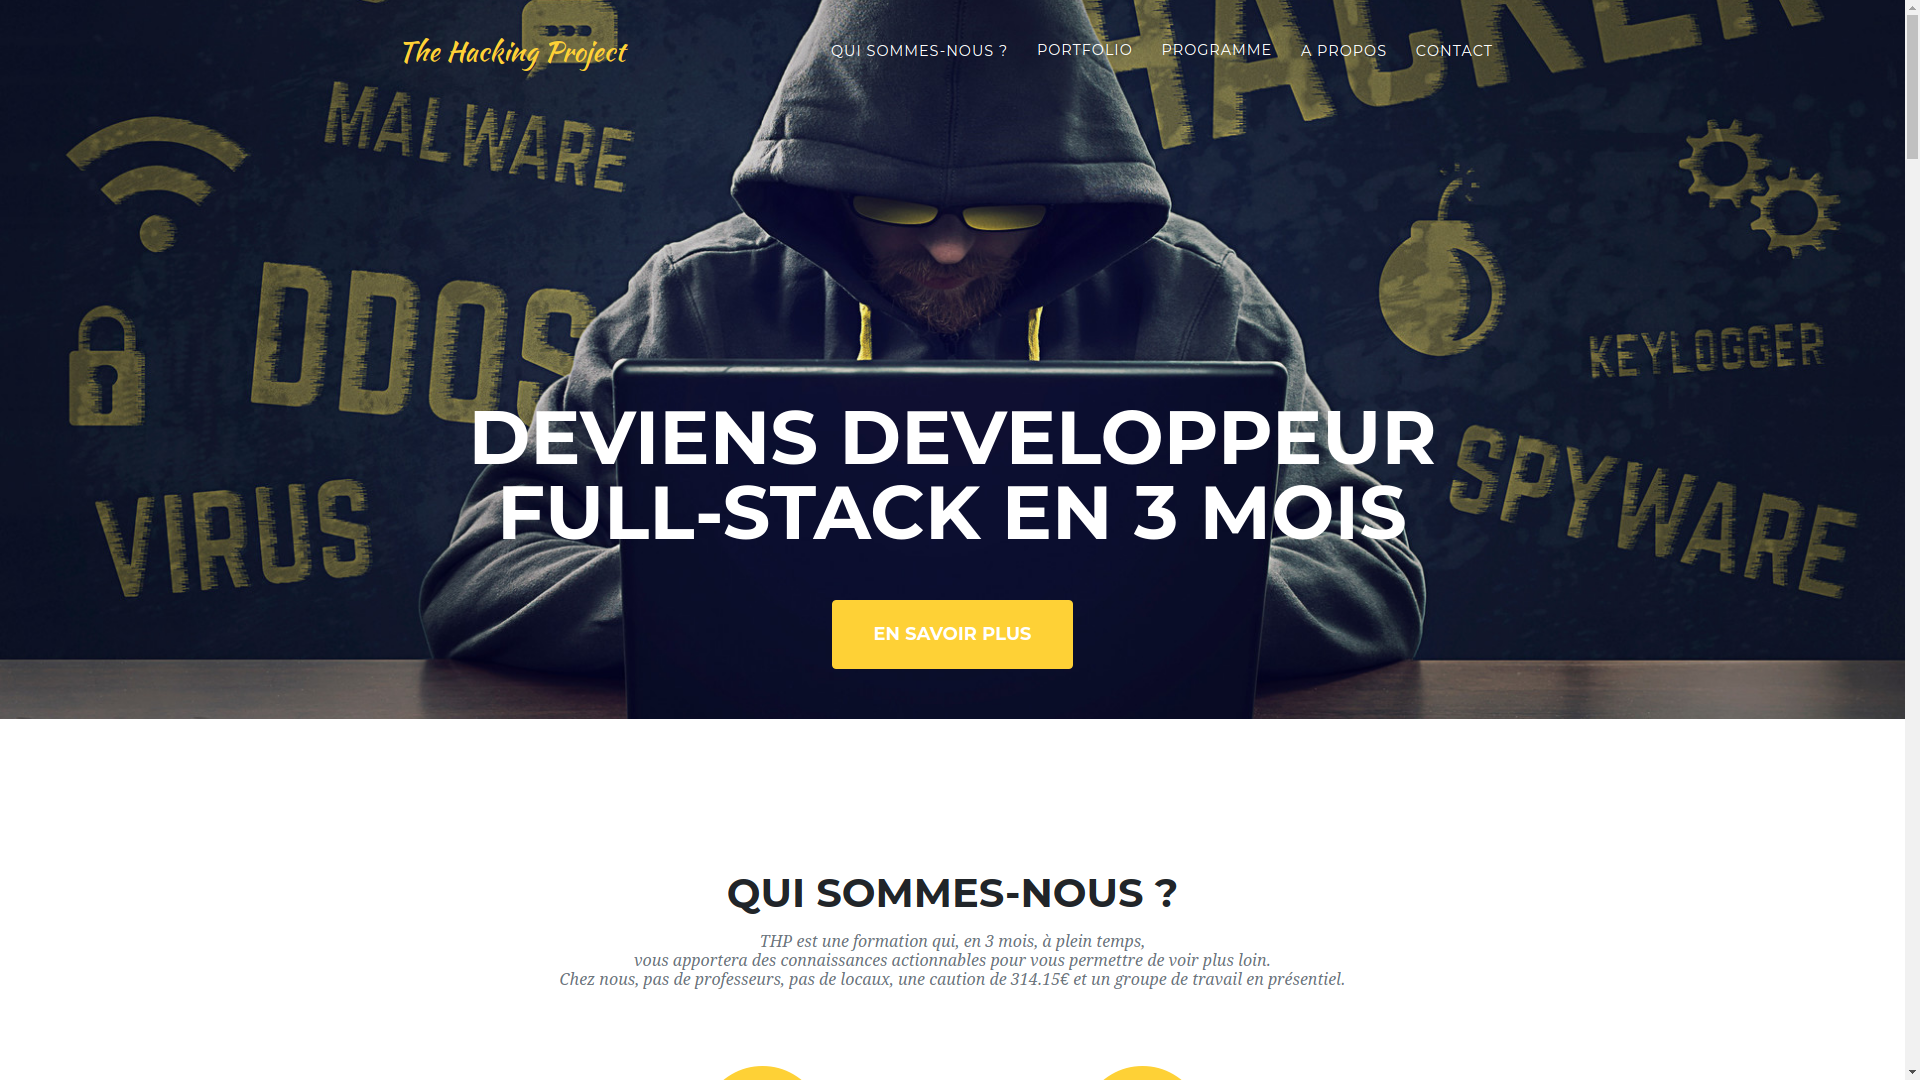 The Hacking Project
QUI SOMMES-NOUS ?
PORTFOLIO
PROGRAMME
A PROPOS
CONTACT
HACKER
MALWARE
DDOS
KEYLOGGER
VIRUS
SPYWARE
DEVIENS DEVELOPPEUR
FULL-STACK EN 3 MOIS
EN SAVOIR PLUS
QUI SOMMES-NOUS ?
THP est une formation qui, en 3 mois, à plein temps,
vous apportera des connaissances actionnables pour vous permettre de voir plus loin.
Chez nous, pas de professeurs, pas de locaux, une caution de 314.15€ et un groupe de travail en présentiel.